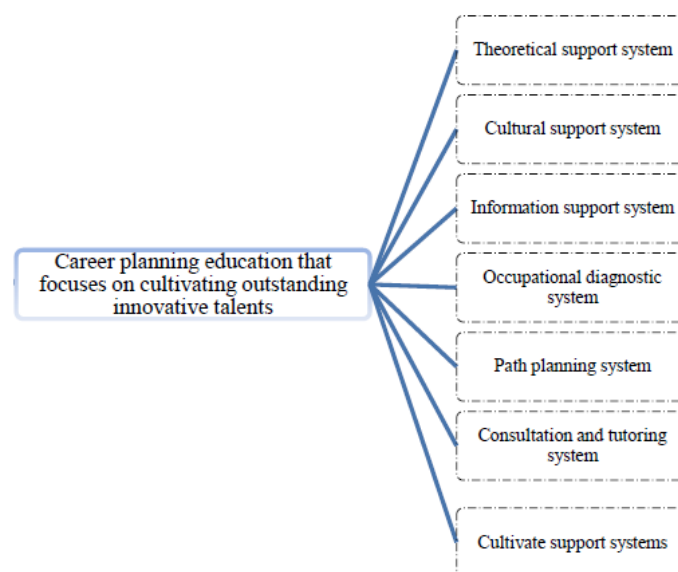 Theoretical support system
Cultural support system
Information support system
Career planning education that
focuses on cultivating outstanding
innovative talents
Occupational diagnostic
system
Path planning system
Consultation and tutoring
system
Cultivate support systems